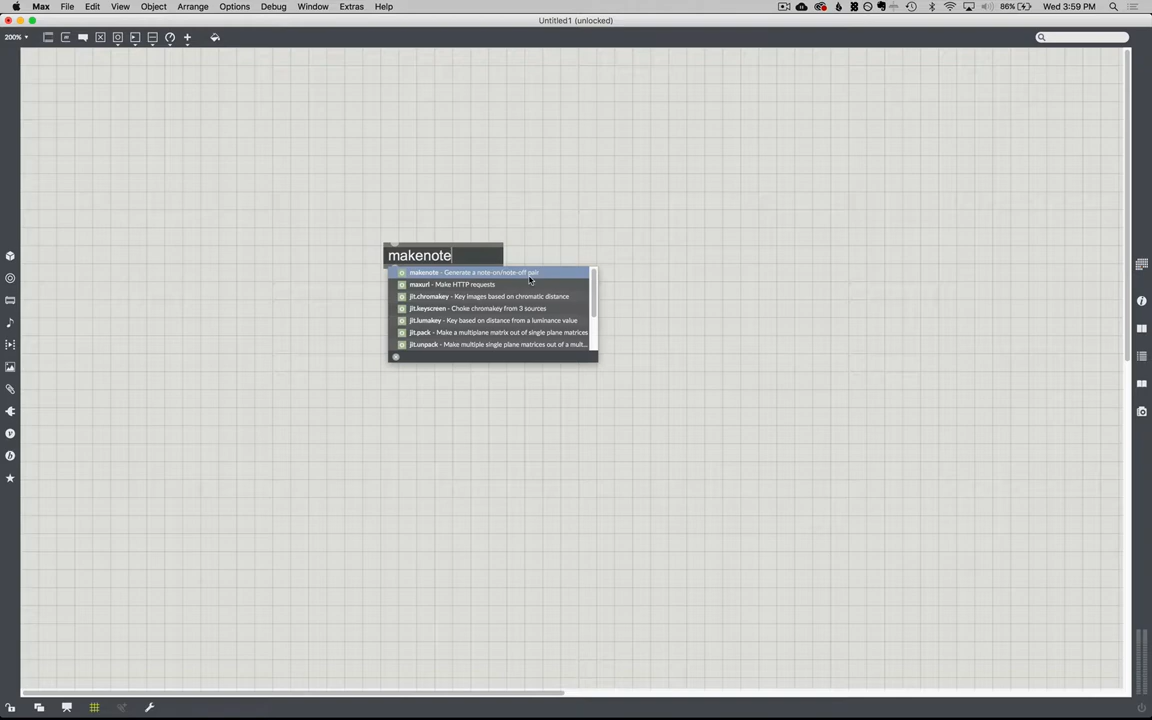 Max File Edit View Object Arrange Options Debug Window Extras Help 86% Wed 3:59 PM
Untitled1 (unlocked)
200%
makenote
makenote - Generate a note-on/note-off pair
maxurl - Make HTTP requests
jit.chromakey - Key images based on chromatic distance
jit.keyscreen - Choke chromakey from 3 sources
jit.lumakey - Key based on distance from a luminance value
jit.pack - Make a multiplane matrix out of single plane matrices
jit.unpack - Make multiple single plane matrices out of a mult...